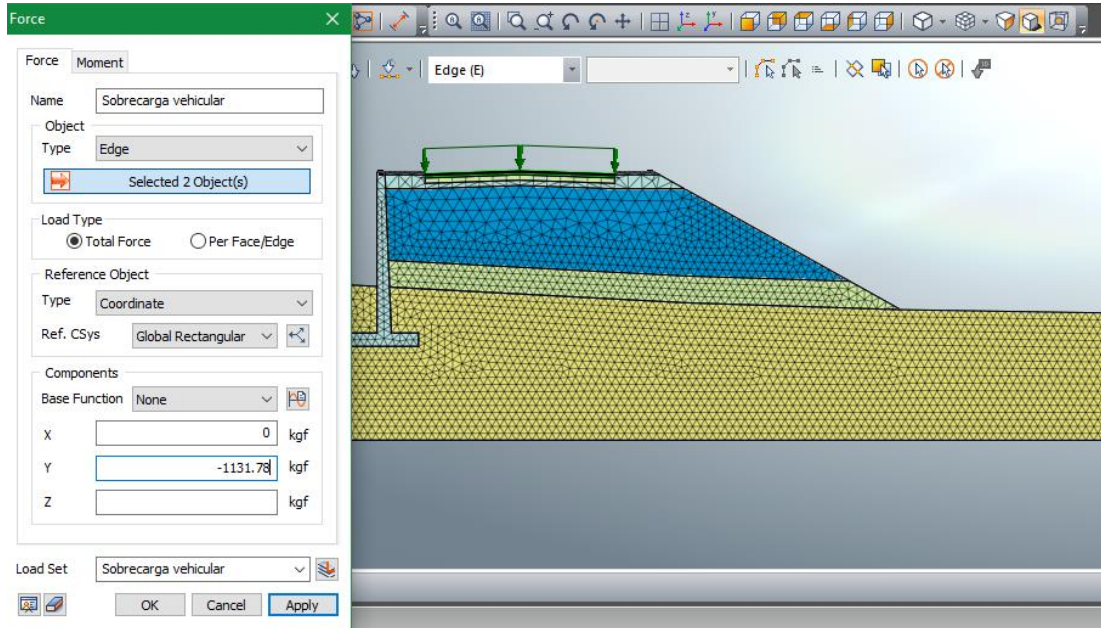 Force
Force Moment
Name Sobrecarga vehicular
Object
Type Edge
Selected 2 Object(s)
Load Type
Total Force Per Face/Edge
Reference Object
Type Coordinate
Ref. CSys Global Rectangular
Components
Base Function None
X 0 kgf
Y -1131.78 kgf
Z kgf
Load Set Sobrecarga vehicular
OK Cancel Apply
Edge (E)